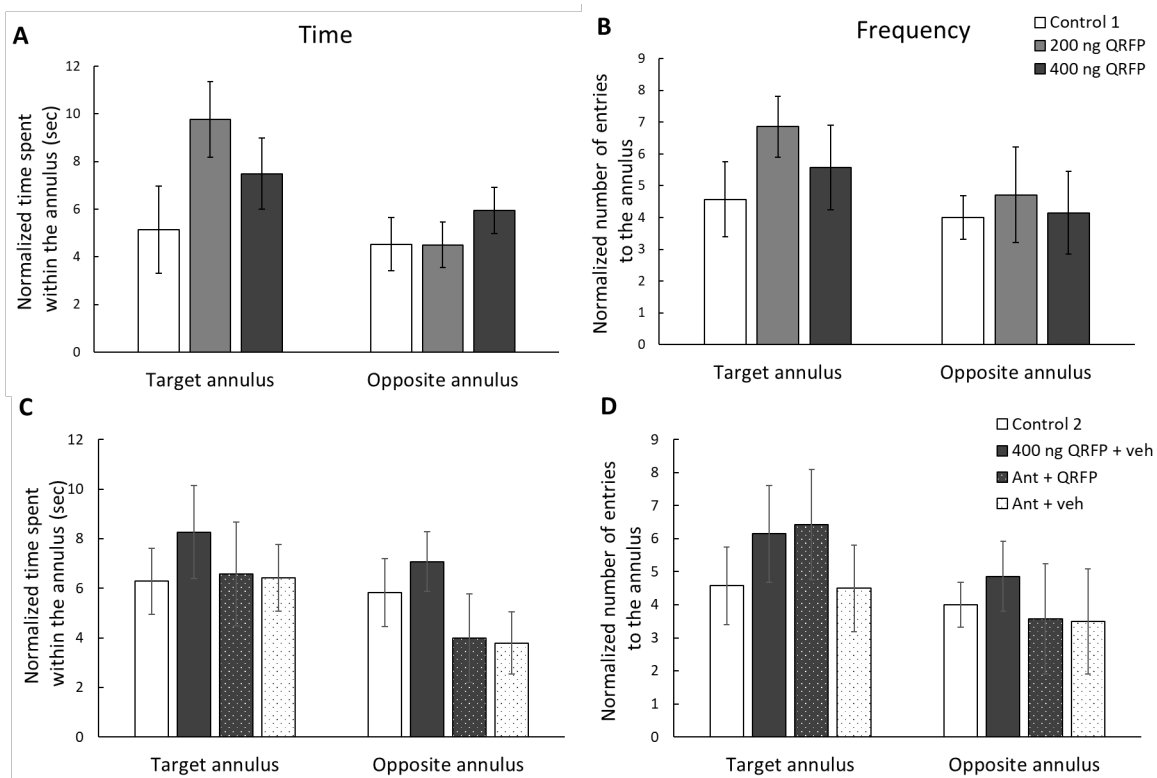 A
Time
Normalized time spent
within the annulus (sec)
12
10
8
6
4
2
0
Target annulus
Opposite annulus
B
Frequency
Control 1
200 ng QRFP
400 ng QRFP
Normalized number of entries
to the annulus
9
8
7
6
5
4
3
2
1
0
Target annulus
Opposite annulus
C
Normalized time spent
within the annulus (sec)
12
10
8
6
4
2
0
Target annulus
Opposite annulus
D
Control 2
400 ng QRFP + veh
Ant + QRFP
Ant + veh
Normalized number of entries
to the annulus
9
8
7
6
5
4
3
2
1
0
Target annulus
Opposite annulus